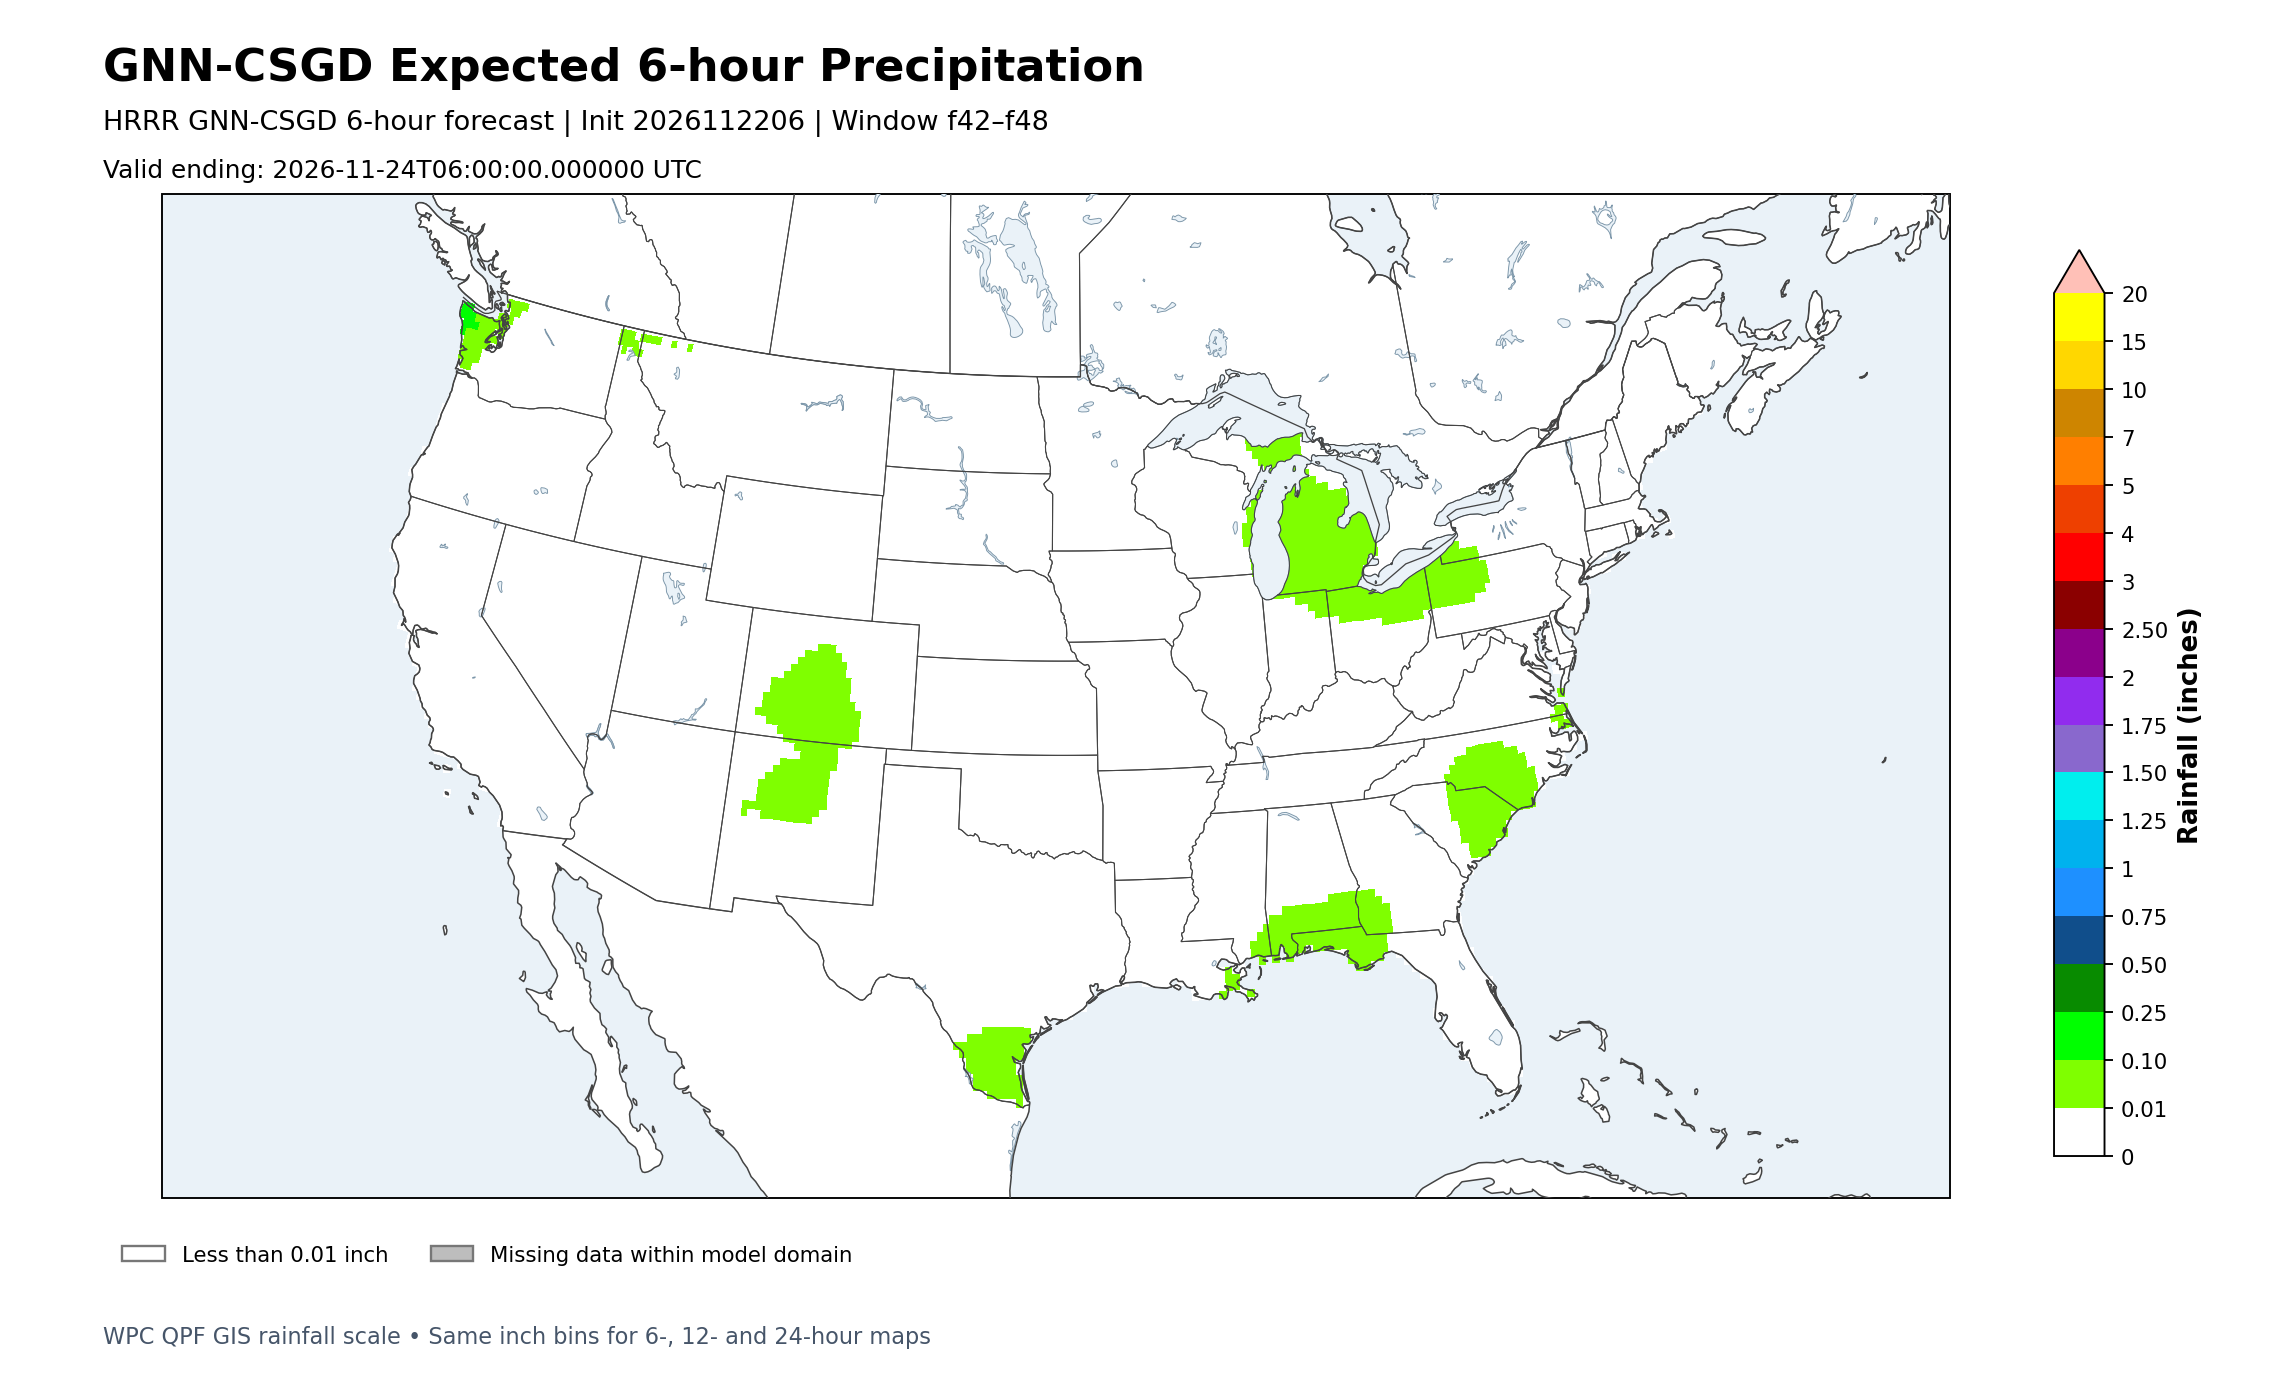 GNN-CSGD Expected 6-hour Precipitation
HRRR GNN-CSGD 6-hour forecast | Init 2026112206 | Window f42–f48
Valid ending: 2026-11-24T06:00:00.000000 UTC
20
15
10
7
5
4
3
2.50
2
1.75
1.50
1.25
1
0.75
0.50
0.25
0.10
0.01
0
Rainfall (inches)
Less than 0.01 inch
Missing data within model domain
WPC QPF GIS rainfall scale • Same inch bins for 6-, 12- and 24-hour maps